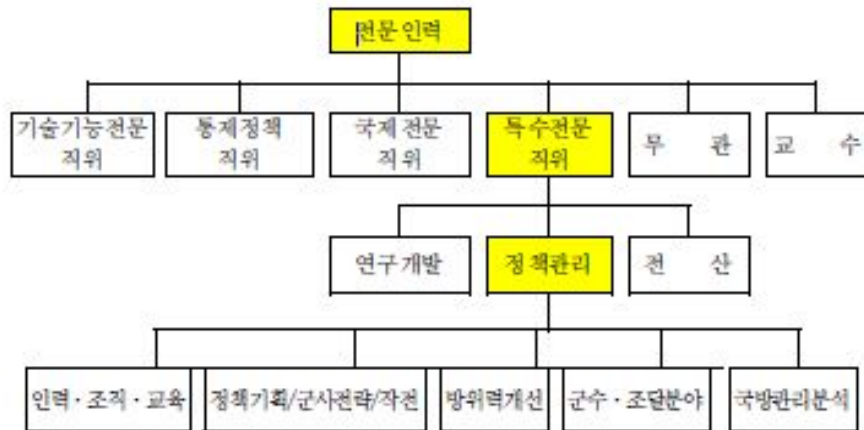 전문 인력
기술기능전문
직위
통제정책
직위
국제 전문
직위
특수전문
직위
무 관
교 수
연구 개발
정책관리
전 산
인력·조직·교육
정책기획/군사전략/작전
방위력개선
군수·조달분야
국방관리분석